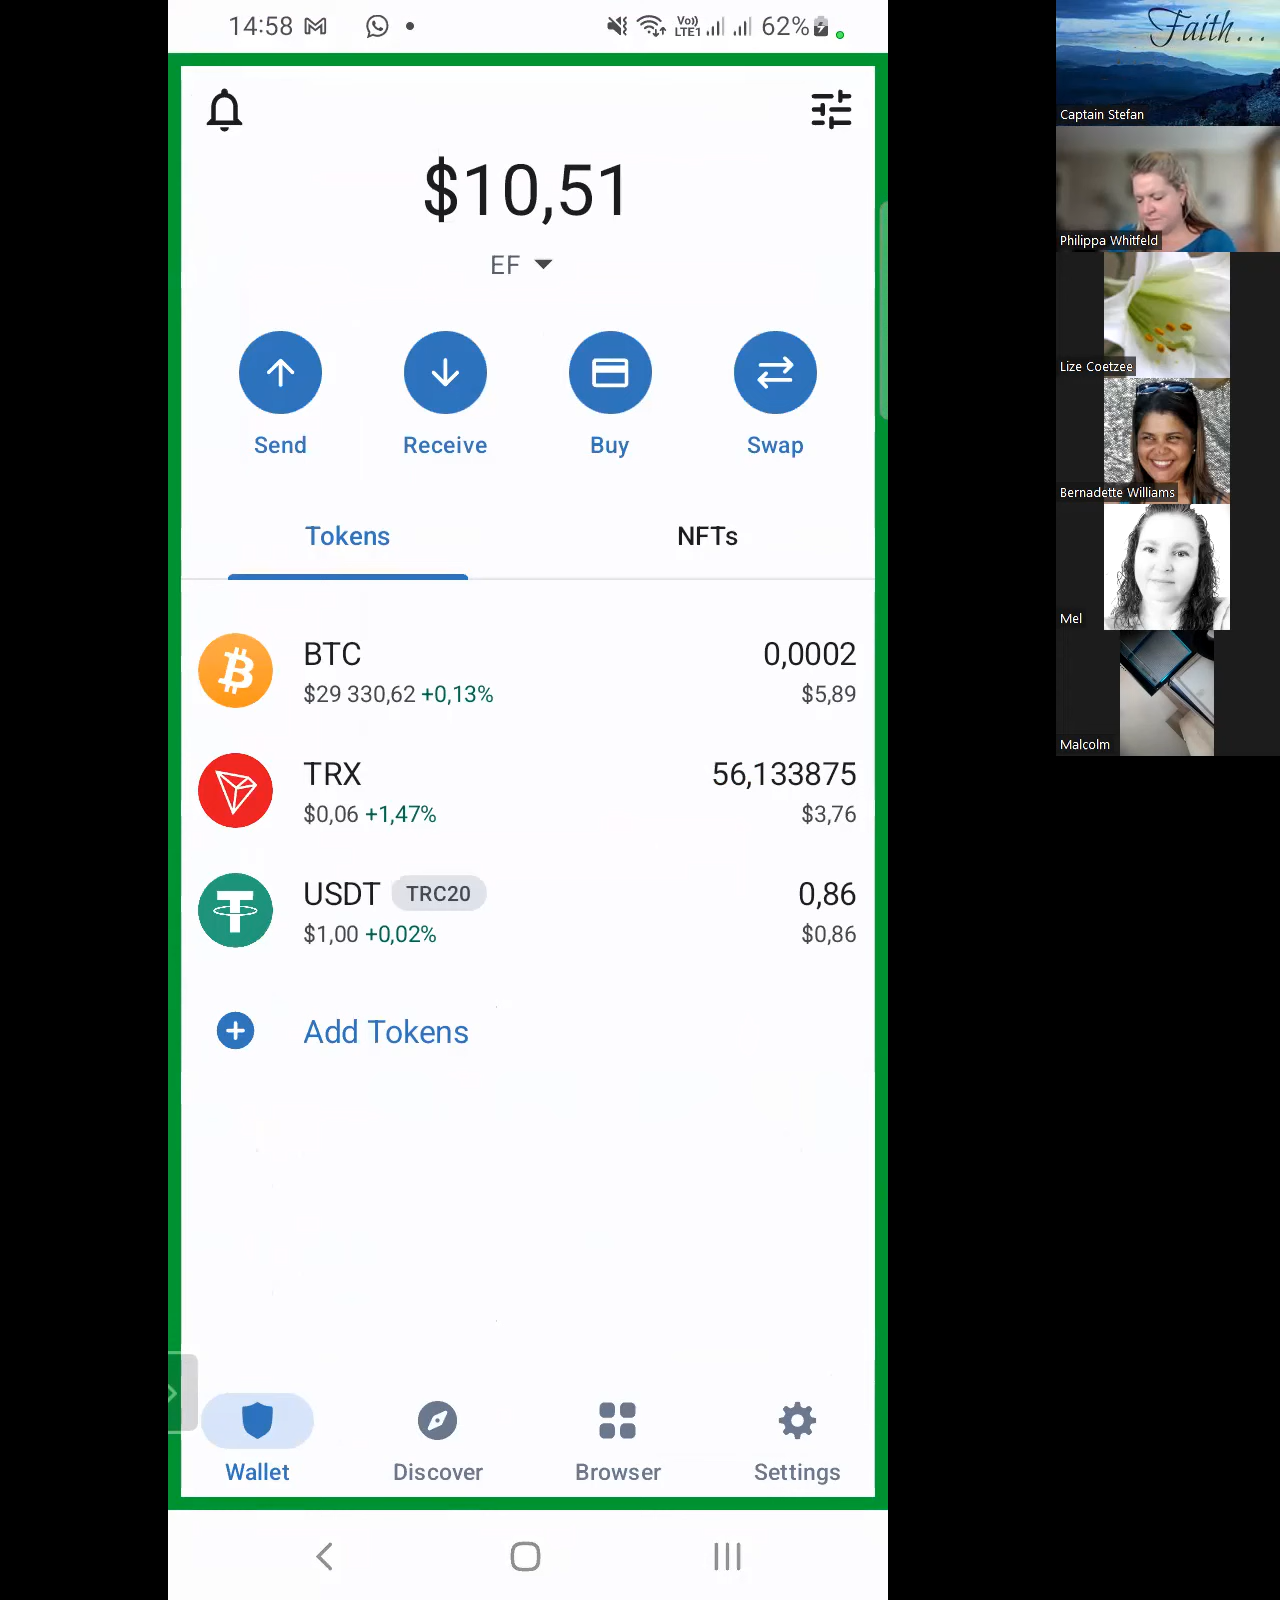 14:58
Vo)) LTE1 62%
$10,51
EF
Send Receive Buy Swap
Tokens NFTs
BTC 0,0002
$29 330,62 +0,13% $5,89
TRX 56,133875
$0,06 +1,47% $3,76
USDT TRC20 0,86
$1,00 +0,02% $0,86
Add Tokens
Wallet Discover Browser Settings
Faith...
Captain Stefan
Philippa Whitfeld
Lize Coetzee
Bernadette Williams
Mel
Malcolm